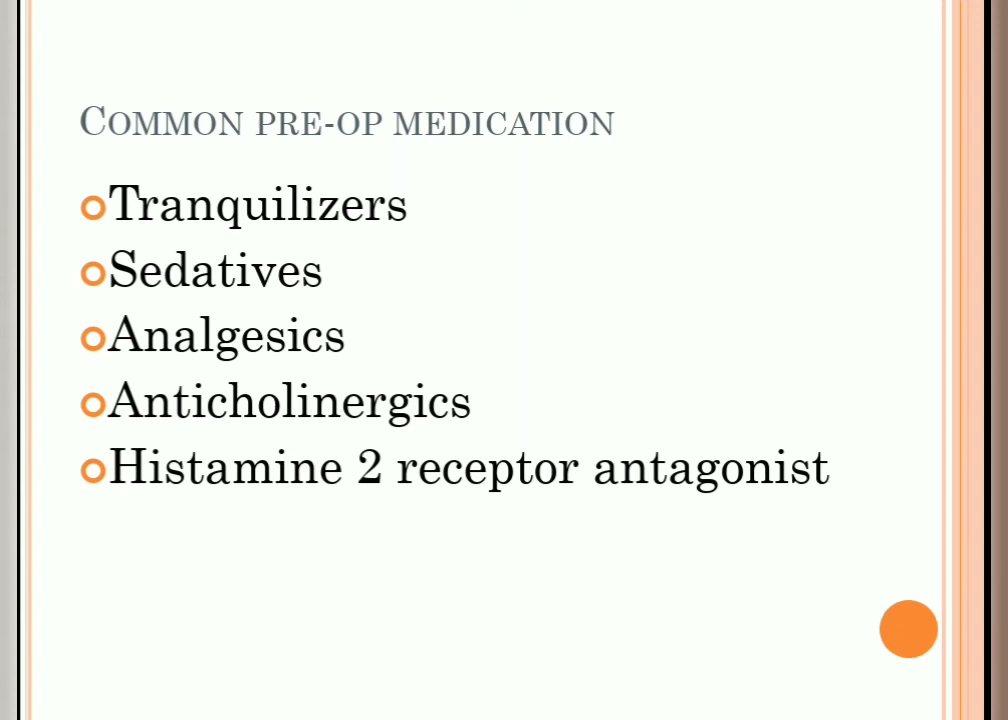 Common pre-op medication
Tranquilizers
Sedatives
Analgesics
Anticholinergics
Histamine 2 receptor antagonist